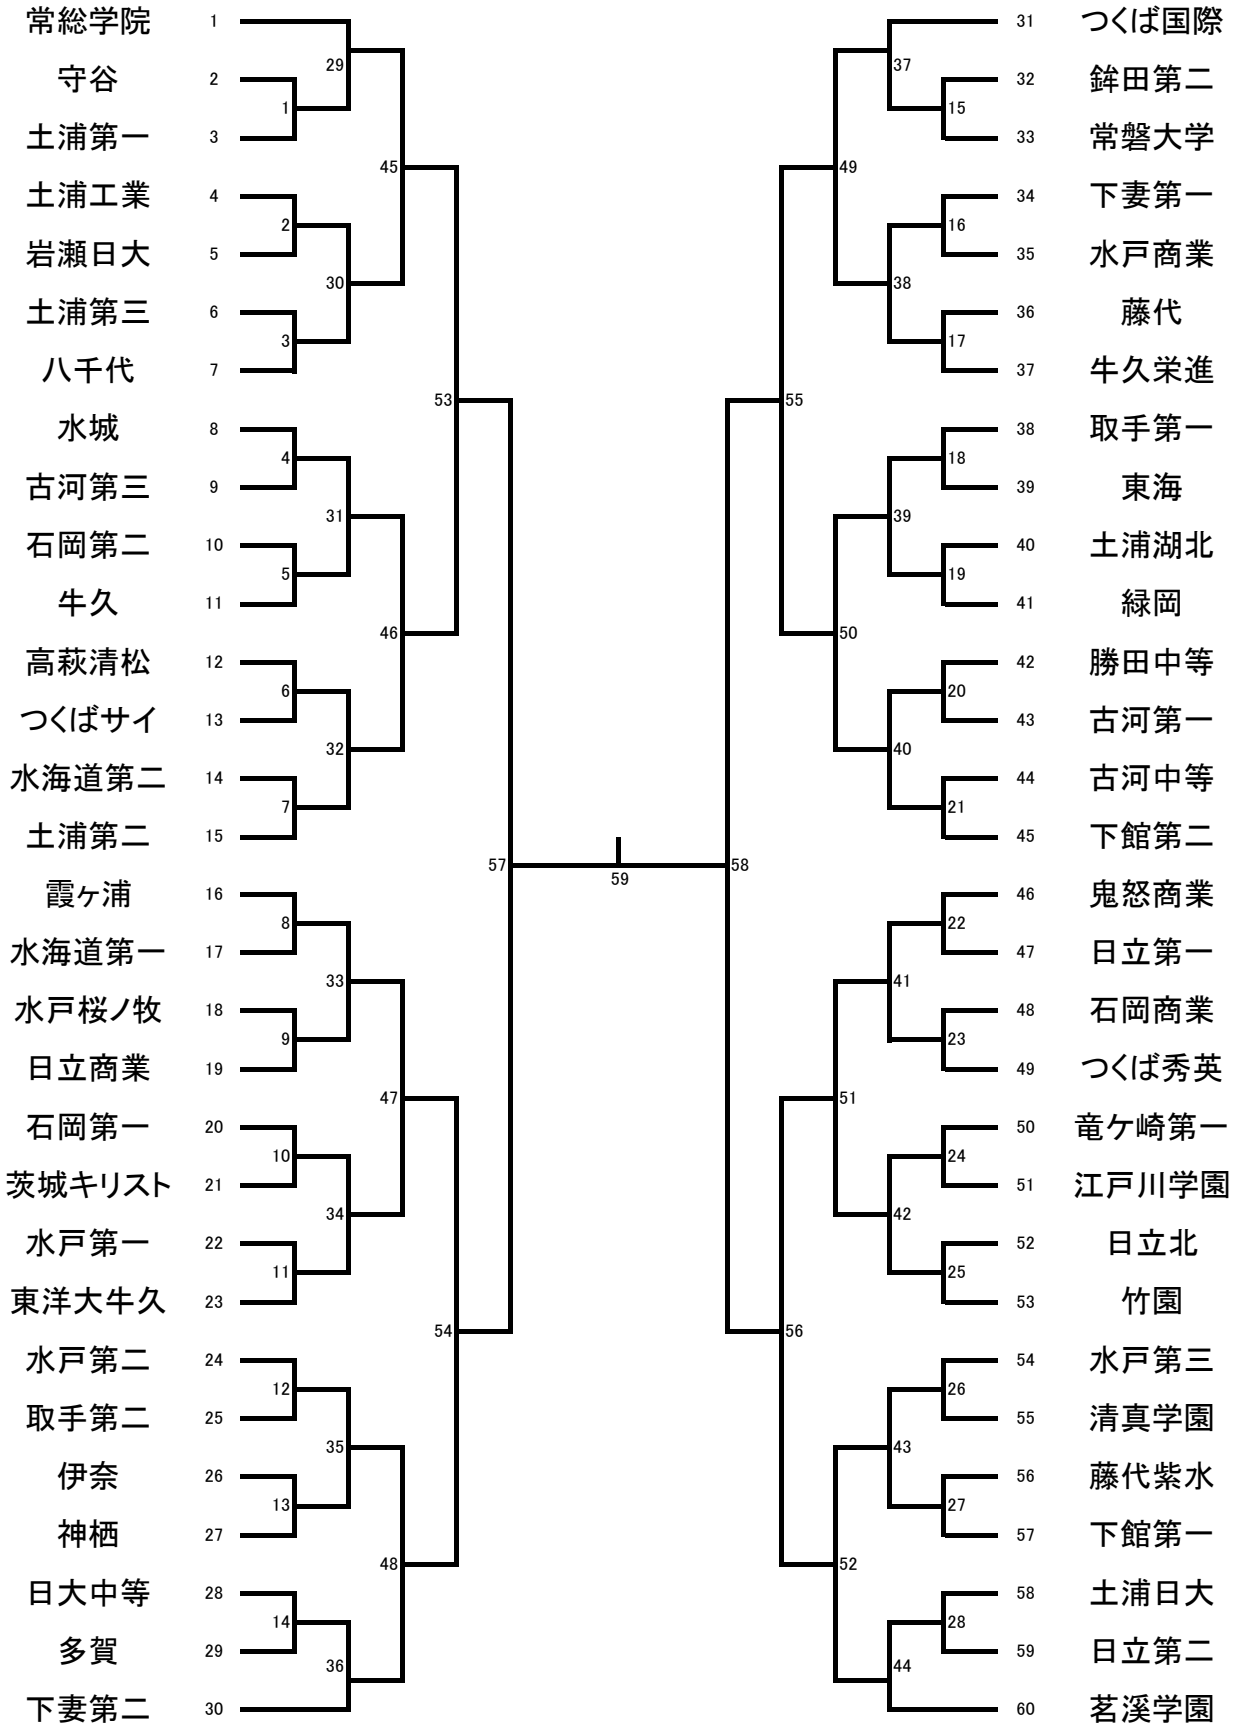 常総学院 1
守谷 2
土浦第一 3
土浦工業 4
岩瀬日大 5
土浦第三 6
八千代 7
水城 8
古河第三 9
石岡第二 10
牛久 11
高萩清松 12
つくばサイ 13
水海道第二 14
土浦第二 15
霞ヶ浦 16
水海道第一 17
水戸桜ノ牧 18
日立商業 19
石岡第一 20
茨城キリスト 21
水戸第一 22
東洋大牛久 23
水戸第二 24
取手第二 25
伊奈 26
神栖 27
日大中等 28
多賀 29
下妻第二 30
1
2
3
4
5
6
7
8
9
10
11
12
13
14
29
30
31
32
33
34
35
36
45
46
47
48
53
54
57
59
58
55
56
49
50
51
52
37
38
39
40
41
42
43
44
15
16
17
18
19
20
21
22
23
24
25
26
27
28
31 つくば国際
32 鉾田第二
33 常磐大学
34 下妻第一
35 水戸商業
36 藤代
37 牛久栄進
38 取手第一
39 東海
40 土浦湖北
41 緑岡
42 勝田中等
43 古河第一
44 古河中等
45 下館第二
46 鬼怒商業
47 日立第一
48 石岡商業
49 つくば秀英
50 竜ケ崎第一
51 江戸川学園
52 日立北
53 竹園
54 水戸第三
55 清真学園
56 藤代紫水
57 下館第一
58 土浦日大
59 日立第二
60 茗溪学園